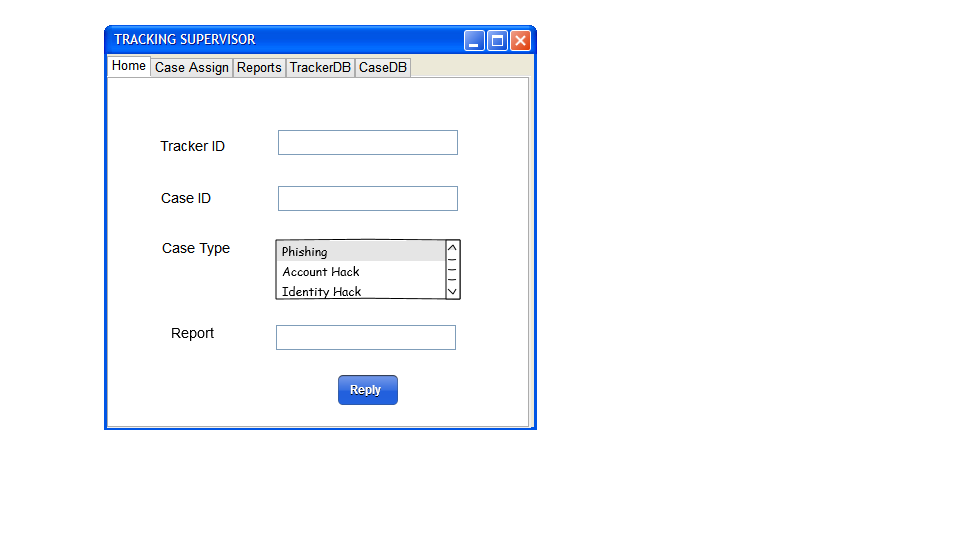 TRACKING SUPERVISOR
Home Case Assign Reports TrackerDB CaseDB
Tracker ID
Case ID
Case Type
Phishing
Account Hack
Identity Hack
Report
Reply